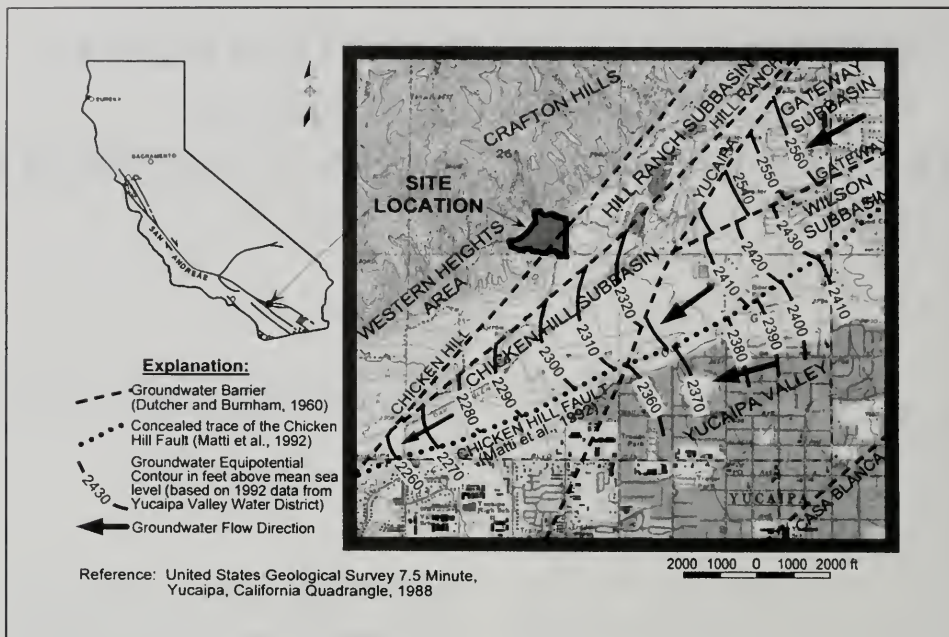 EUREKA
SACRAMENTO
SAN ANDREAS
CRAFTON HILLS
26
SITE
LOCATION
HILL RANCH SUBBASIN
HILL RANCH
GATEWAY
SUBBASIN
GATEWAY
WILSON
SUBBASIN
YUCAIPA
WESTERN HEIGHTS
AREA
CHICKEN HILL
CHICKEN HILL SUBBASIN
2560
2550
2540
2430
2420
2410
2410
2400
2390
2380
2370
2360
2320
2310
2300
2290
2280
2270
2260
CHICKEN HILL FAULT
(Matti et al., 1992)
YUCAIPA VALLEY
YUCAIPA
CASA BLANCA
Explanation:
Groundwater Barrier
(Dutcher and Burnham, 1960)
Concealed trace of the Chicken
Hill Fault (Matti et al., 1992)
2430
Groundwater Equipotential
Contour in feet above mean sea
level (based on 1992 data from
Yucaipa Valley Water District)
Groundwater Flow Direction
Reference: United States Geological Survey 7.5 Minute,
Yucaipa, California Quadrangle, 1988
2000 1000 0 1000 2000 ft